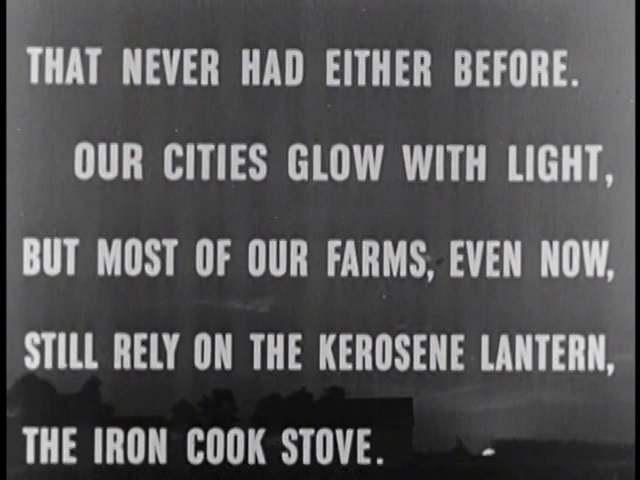 THAT NEVER HAD EITHER BEFORE.
OUR CITIES GLOW WITH LIGHT,
BUT MOST OF OUR FARMS, EVEN NOW,
STILL RELY ON THE KEROSENE LANTERN,
THE IRON COOK STOVE.